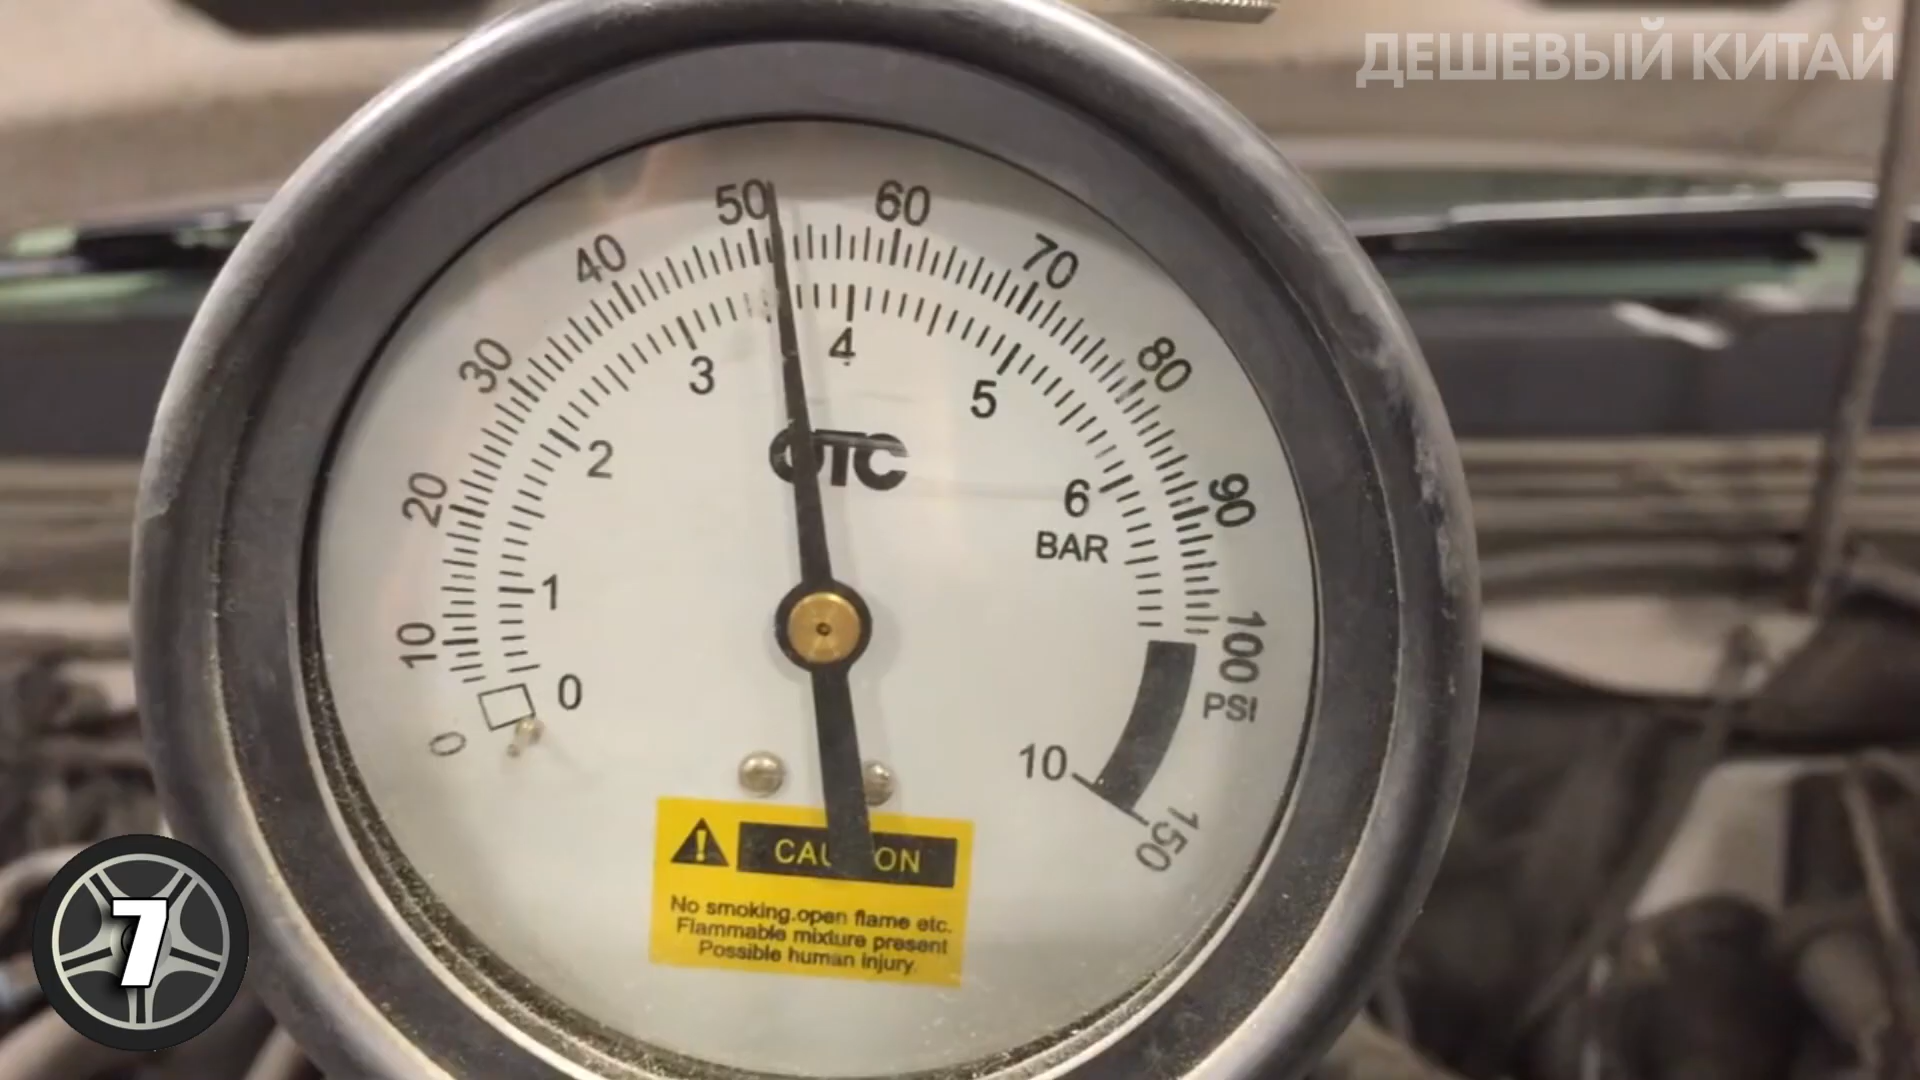 ДЕШЕВЫЙ КИТАЙ
0
10
20
30
40
50
60
70
80
90
100
PSI
150
0
1
2
3
4
5
6
BAR
10
OTC
CAU ON
No smoking.open flame etc.
Flammable mixture present
Possible human injury.
7